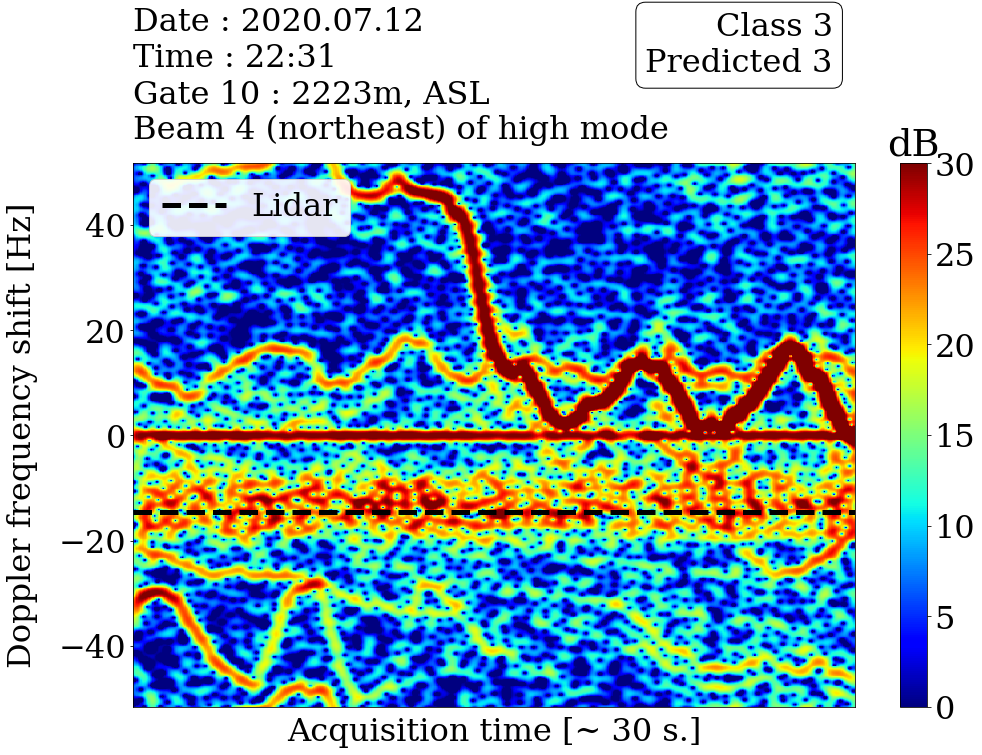 Date : 2020.07.12
Time : 22:31
Gate 10 : 2223m, ASL
Beam 4 (northeast) of high mode
Class 3
Predicted 3
dB
Lidar
Doppler frequency shift [Hz]
40
20
0
−20
−40
30
25
20
15
10
5
0
Acquisition time [~ 30 s.]